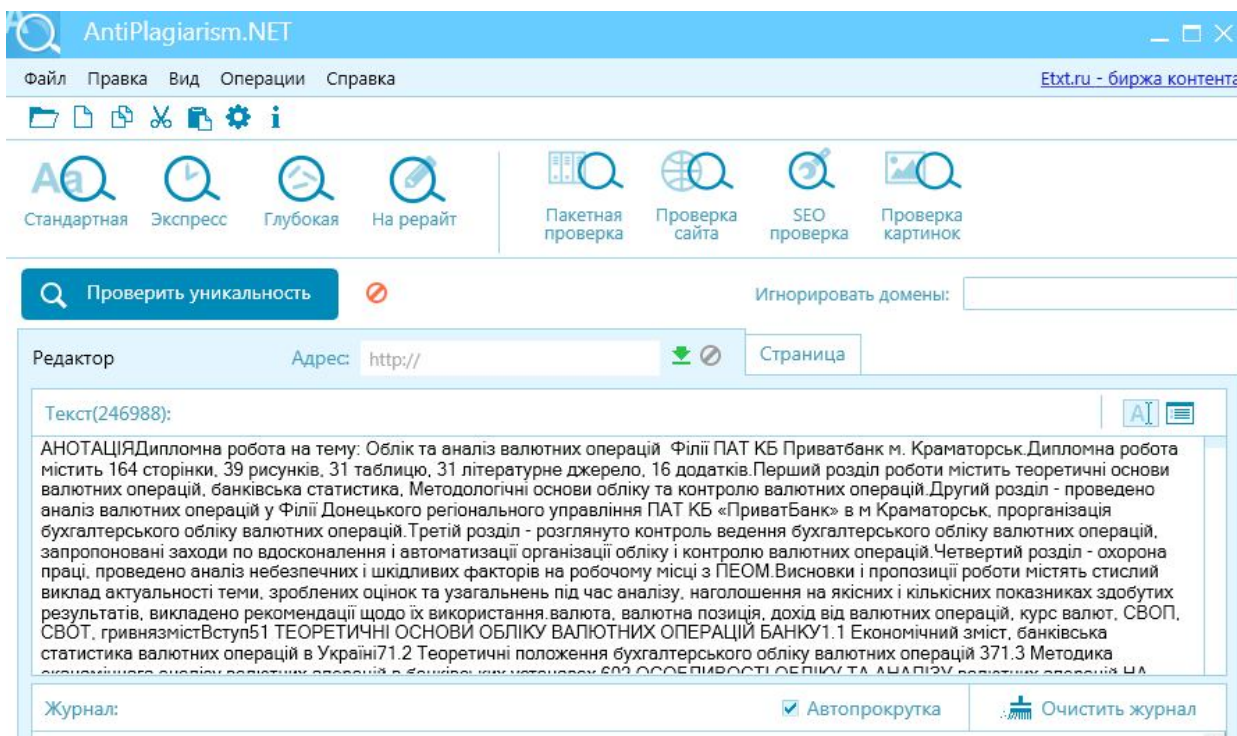 AntiPlagiarism.NET
Файл Правка Вид Операции Справка
Etxt.ru - биржа контента
Стандартная Экспресс Глубокая На рерайт
Пакетная проверка
Проверка сайта
SEO проверка
Проверка картинок
Проверить уникальность
Игнорировать домены:
Редактор
Адрес: http://
Страница
Текст(246988):
АНОТАЦІЯДипломна робота на тему: Облік та аналіз валютних операцій Філії ПАТ КБ Приватбанк м. Краматорськ.Дипломна робота
містить 164 сторінки, 39 рисунків, 31 таблицю, 31 літературне джерело, 16 додатків.Перший розділ роботи містить теоретичні основи
валютних операцій, банківська статистика, Методологічні основи обліку та контролю валютних операцій.Другий розділ - проведено
аналіз валютних операцій у Філії Донецького регіонального управління ПАТ КБ «ПриватБанк» в м Краматорськ, прорганізація
бухгалтерського обліку валютних операцій.Третій розділ - розглянуто контроль ведення бухгалтерського обліку валютних операцій,
запропоновані заходи по вдосконалення і автоматизації організації обліку і контролю валютних операцій.Четвертий розділ - охорона
праці, проведено аналіз небезпечних і шкідливих факторів на робочому місці з ПЕОМ.Висновки і пропозиції роботи містять стислий
виклад актуальності теми, зроблених оцінок та узагальнень під час аналізу, наголошення на якісних і кількісних показниках здобутих
результатів, викладено рекомендації щодо їх використання.валюта, валютна позиція, дохід від валютних операцій, курс валют, СВОП,
СВОТ, гривнязмістВступ51 ТЕОРЕТИЧНІ ОСНОВИ ОБЛІКУ ВАЛЮТНИХ ОПЕРАЦІЙ БАНКУ1.1 Економічний зміст, банківська
статистика валютних операцій в Україні71.2 Теоретичні положення бухгалтерського обліку валютних операцій 371.3 Методика
Журнал:
Автопрокрутка
Очистить журнал